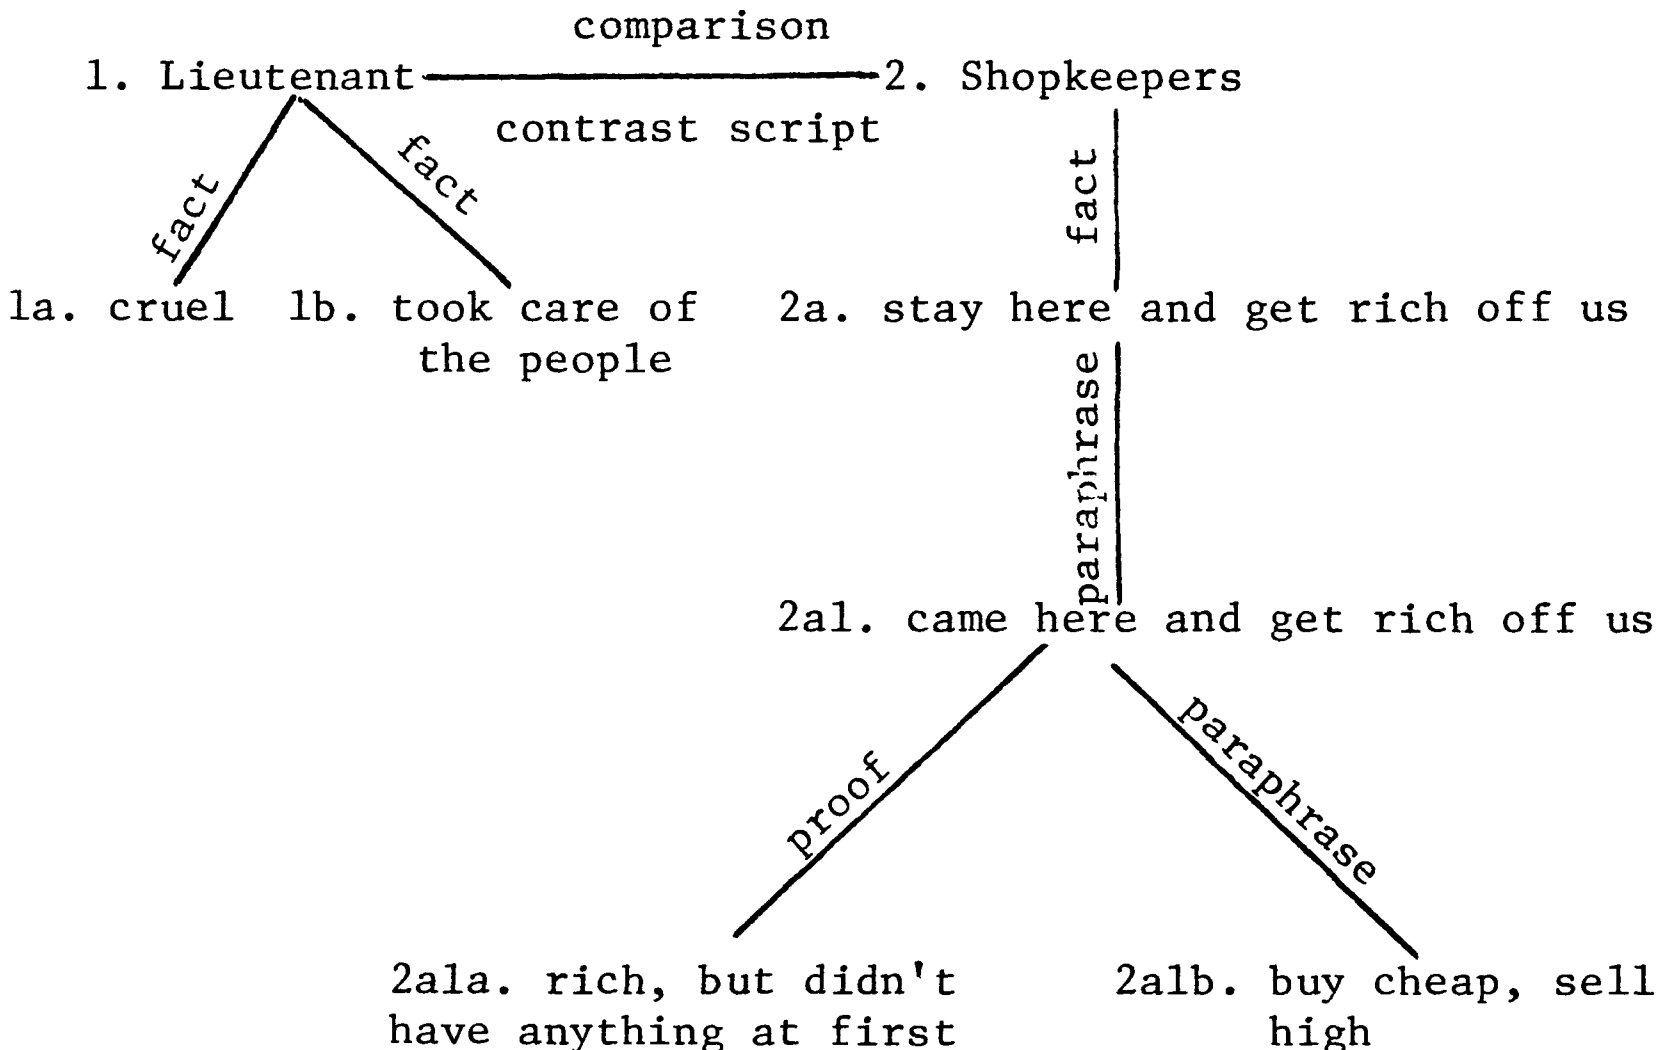 comparison
1. Lieutenant 2. Shopkeepers
contrast script
fact
fact
fact
1a. cruel 1b. took care of
the people
2a. stay here and get rich off us
paraphrase
2a1. came here and get rich off us
proof
paraphrase
2a1a. rich, but didn't
have anything at first
2a1b. buy cheap, sell
high